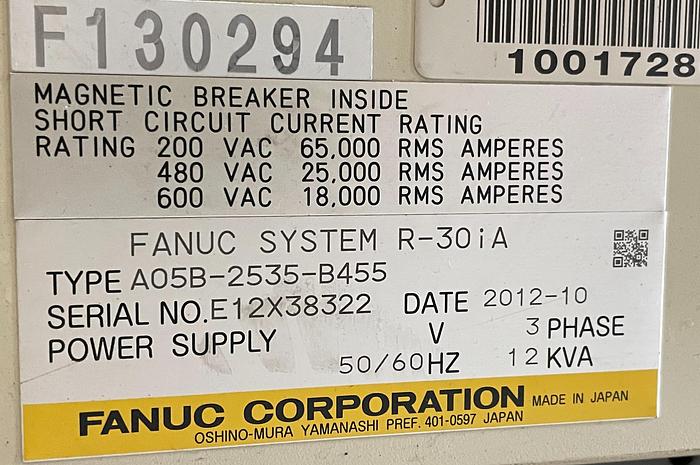 F130294
1001728
MAGNETIC BREAKER INSIDE
SHORT CIRCUIT CURRENT RATING
RATING 200 VAC 65,000 RMS AMPERES
480 VAC 25,000 RMS AMPERES
600 VAC 18,000 RMS AMPERES
FANUC SYSTEM R-30iA
TYPE A05B-2535-B455
SERIAL NO. E12X38322 DATE 2012-10
POWER SUPPLY V 3 PHASE
50/60 HZ 12 KVA
FANUC CORPORATION MADE IN JAPAN
OSHINO-MURA YAMANASHI PREF. 401-0597 JAPAN